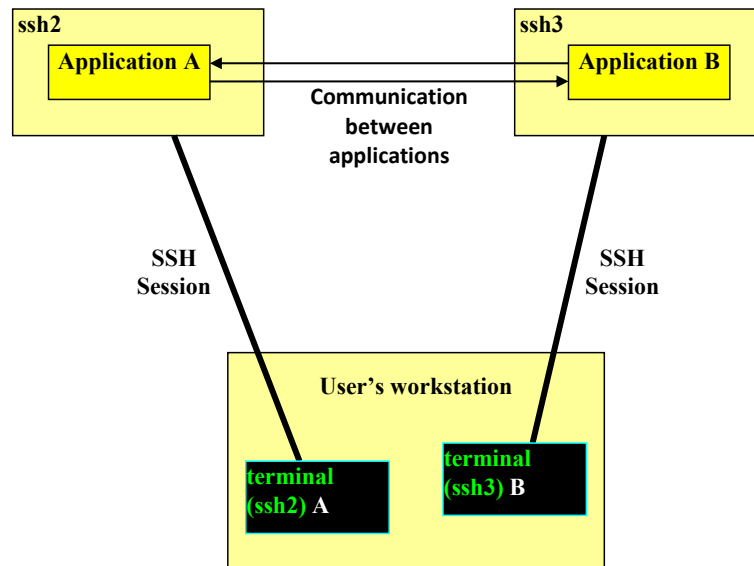 ssh2
Application A
ssh3
Application B
Communication
between
applications
SSH
Session
SSH
Session
User's workstation
terminal
(ssh2) A
terminal
(ssh3) B